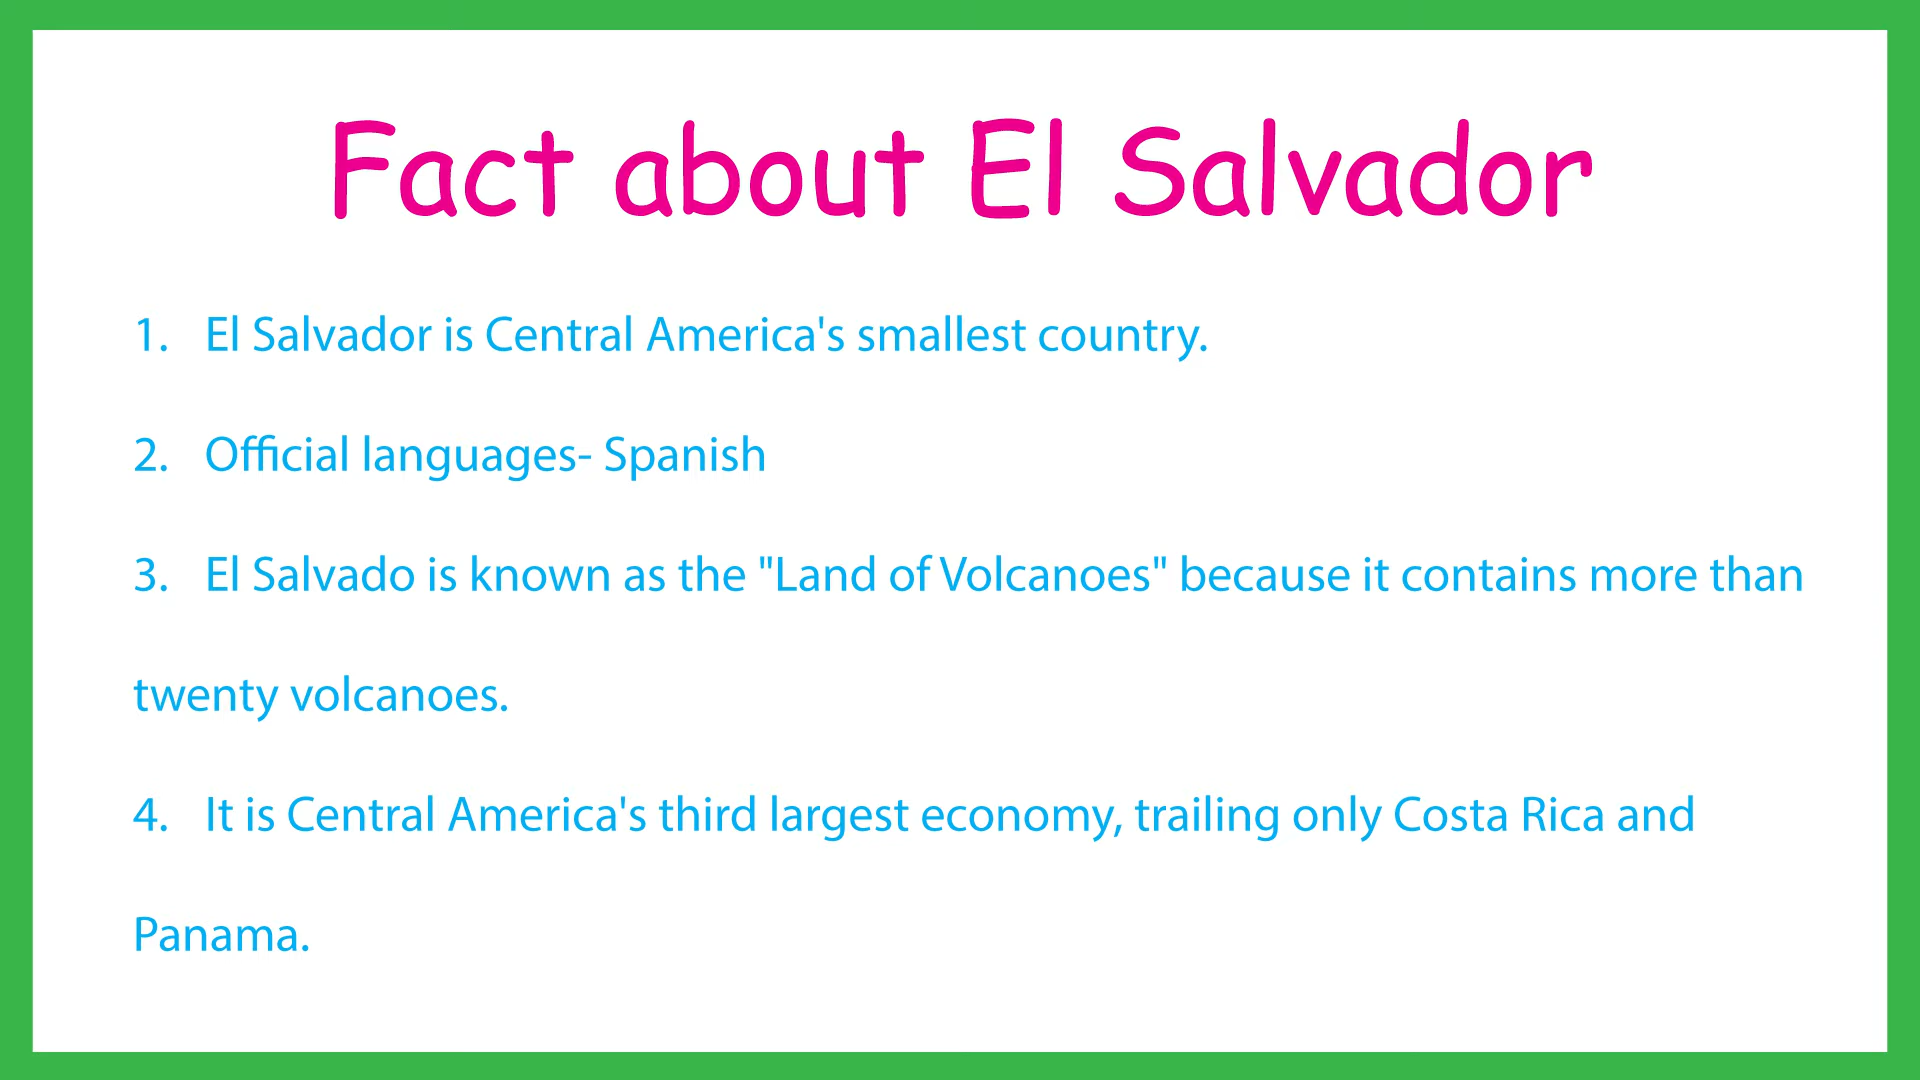 Fact about El Salvador
1. El Salvador is Central America's smallest country.
2. Official languages- Spanish
3. El Salvado is known as the "Land of Volcanoes" because it contains more than
twenty volcanoes.
4. It is Central America's third largest economy, trailing only Costa Rica and
Panama.